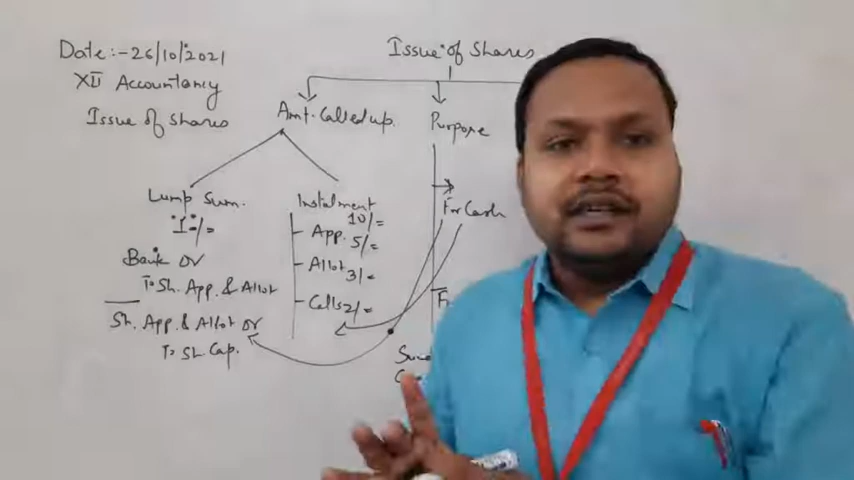 Date:-26/10/2021
XII Accountancy
Issue of Shares
Issue of Shares
Amt. Called up.
Purpose
Lump Sum.
Instalment
10/=
App. 5/=
Allot 3/=
Calls 2/=
For Cash
Bank Dr
To Sh. App. & Allot
Sh. App. & Allot Dr
To Sh Cap.